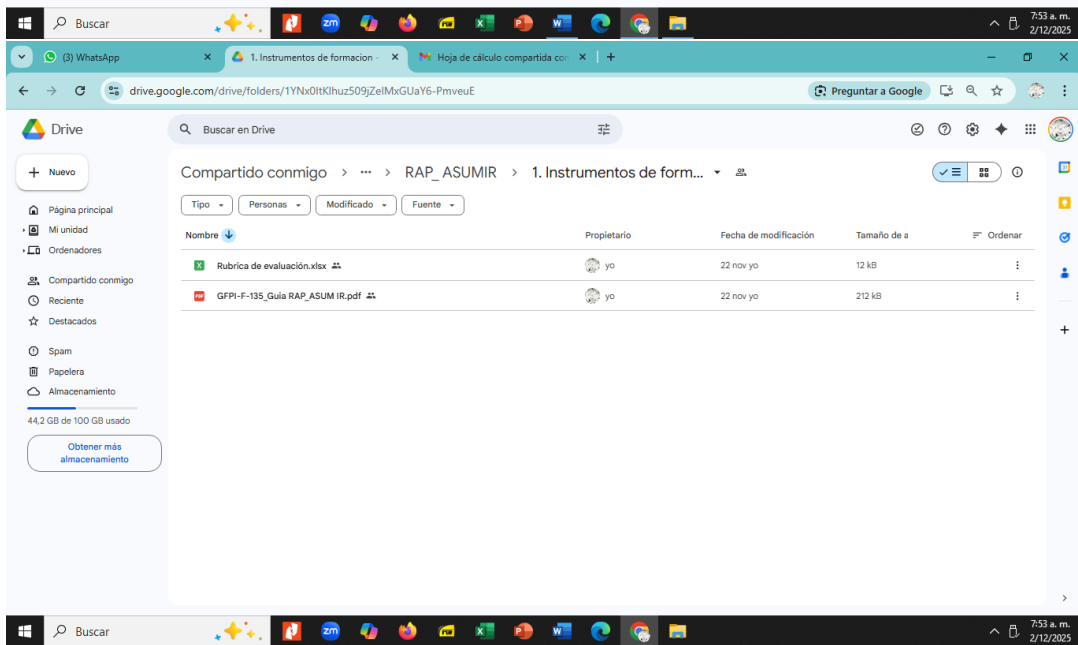 Buscar
zm
7:53 a. m.
2/12/2025
(3) WhatsApp
1. Instrumentos de formacion -
Hoja de cálculo compartida con
drive.google.com/drive/folders/1YNx0ItKlhuz509jZelMxGUaY6-PmveuE
Preguntar a Google
Drive
Buscar en Drive
Nuevo
Compartido conmigo > ... > RAP_ASUMIR > 1. Instrumentos de form...
Tipo
Personas
Modificado
Fuente
Página principal
Mi unidad
Ordenadores
Compartido conmigo
Reciente
Destacados
Spam
Papelera
Almacenamiento
44,2 GB de 100 GB usado
Obtener más
almacenamiento
Nombre Propietario Fecha de modificación Tamaño de a Ordenar
Rubrica de evaluación.xlsx yo 22 nov yo 12 kB
PDF GFPI-F-135_Guia RAP_ASUM IR.pdf yo 22 nov yo 212 kB
Buscar
zm
7:53 a. m.
2/12/2025